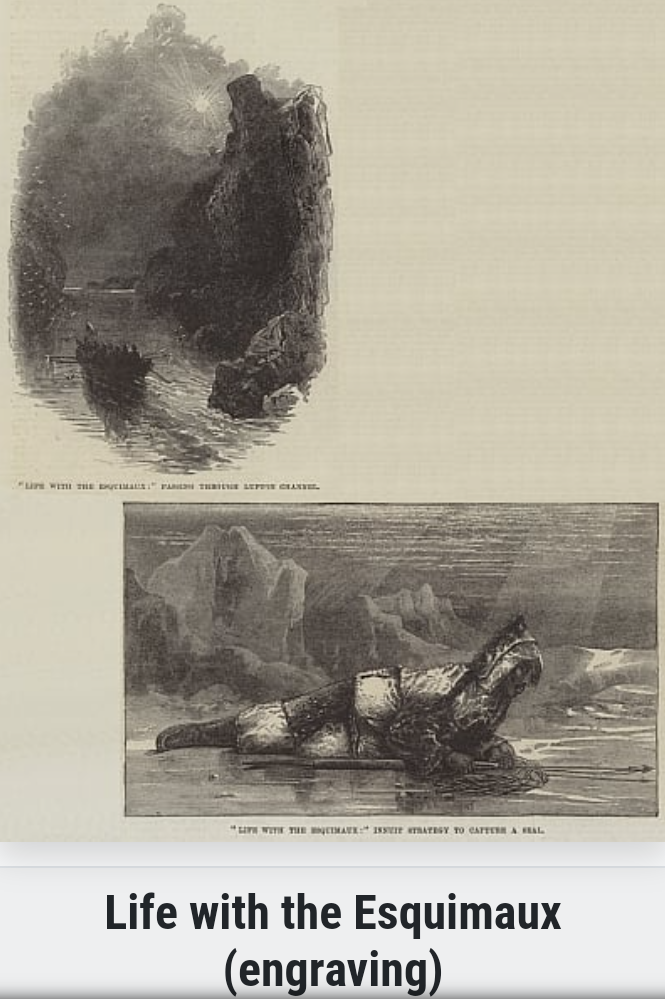 "LIFE WITH THE ESQUIMAUX:" PASSING THROUGH LUPTON CHANNEL.
"LIFE WITH THE ESQUIMAUX:" INNUIT STRATEGY TO CAPTURE A SEAL.
Life with the Esquimaux
(engraving)